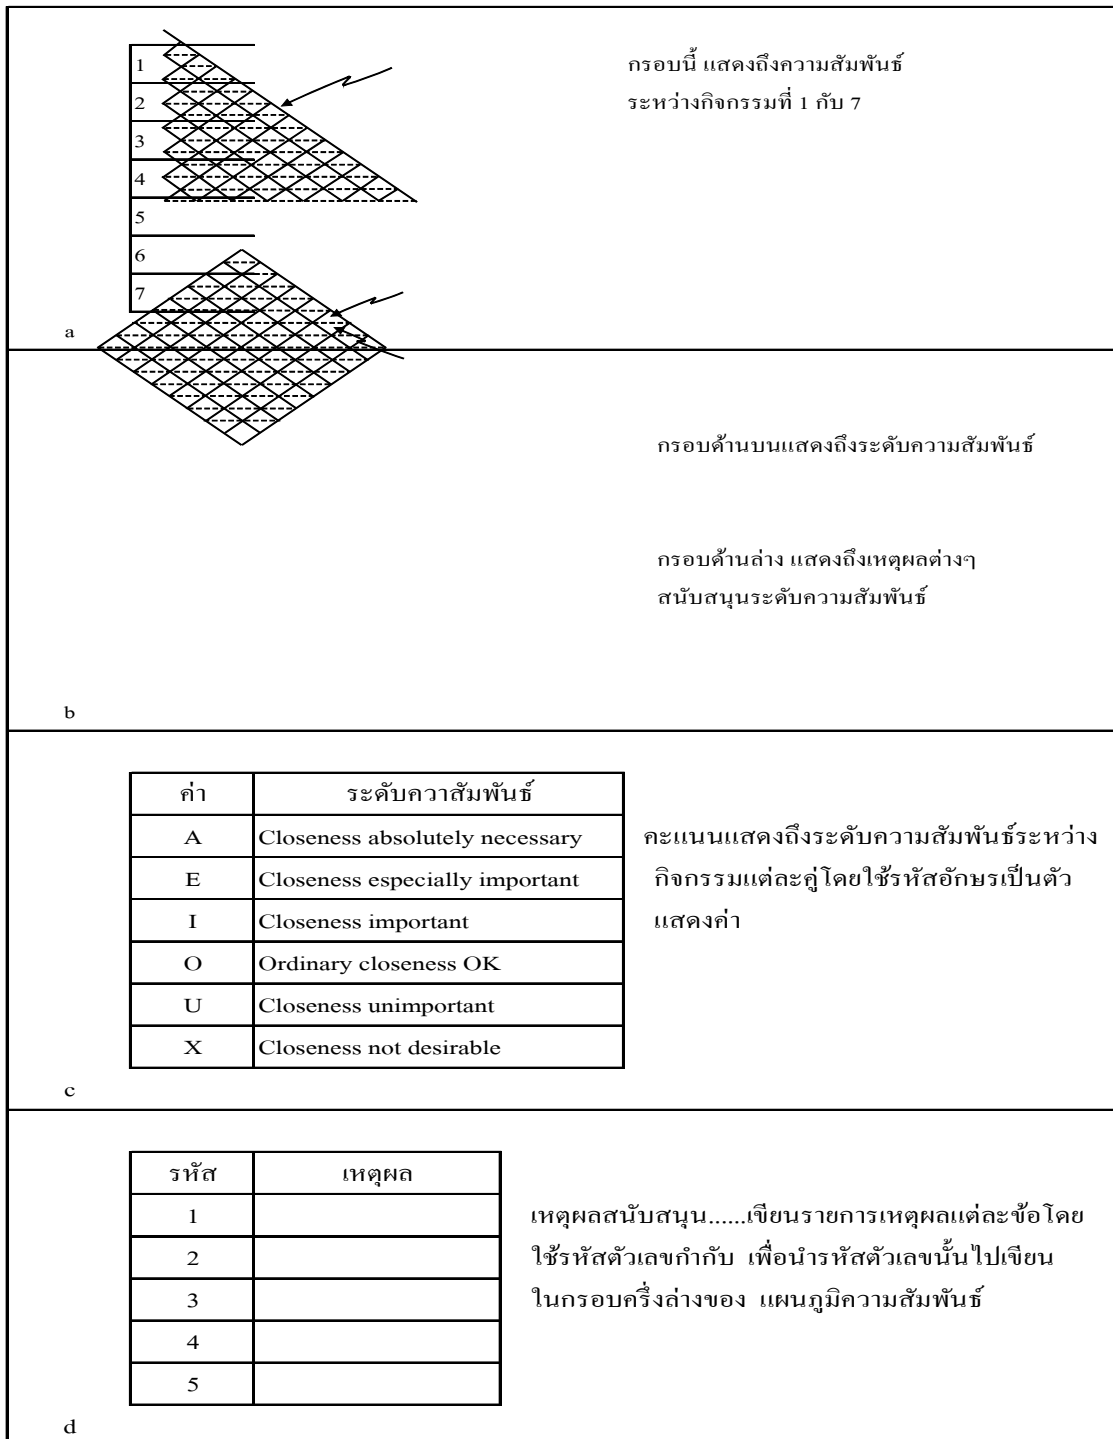 1
2
3
4
5
6
7
กรอบนี้ แสดงถึงความสัมพันธ์
ระหว่างกิจกรรมที่ 1 กับ 7
a
กรอบด้านบนแสดงถึงระดับความสัมพันธ์
กรอบด้านล่าง แสดงถึงเหตุผลต่างๆ
สนับสนุนระดับความสัมพันธ์
b
ค่า ระดับควาสัมพันธ์
A Closeness absolutely necessary
E Closeness especially important
I Closeness important
O Ordinary closeness OK
U Closeness unimportant
X Closeness not desirable
คะแนนแสดงถึงระดับความสัมพันธ์ระหว่าง
กิจกรรมแต่ละคู่โดยใช้รหัสอักษรเป็นตัว
แสดงค่า
c
รหัส เหตุผล
1
2
3
4
5
เหตุผลสนับสนุน......เขียนรายการเหตุผลแต่ละข้อโดย
ใช้รหัสตัวเลขกำกับ เพื่อนำรหัสตัวเลขนั้นไปเขียน
ในกรอบครึ่งล่างของ แผนภูมิความสัมพันธ์
d